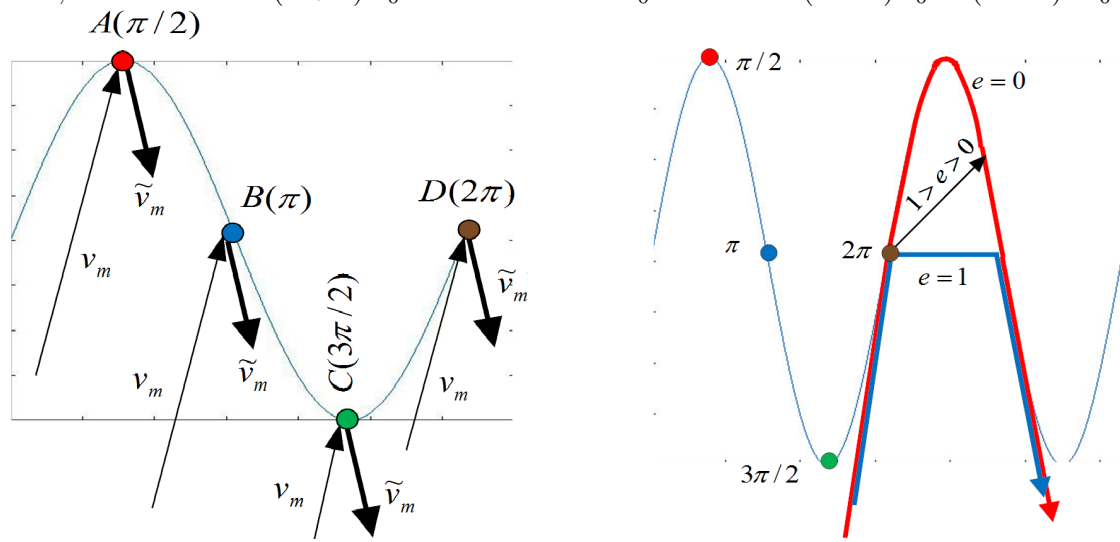 A(π/2)
ṽₘ
vₘ
B(π)
D(2π)
ṽₘ
vₘ
ṽₘ
C(3π/2)
vₘ
vₘ
ṽₘ
π/2
e=0
1>e>0
π
2π
e=1
3π/2